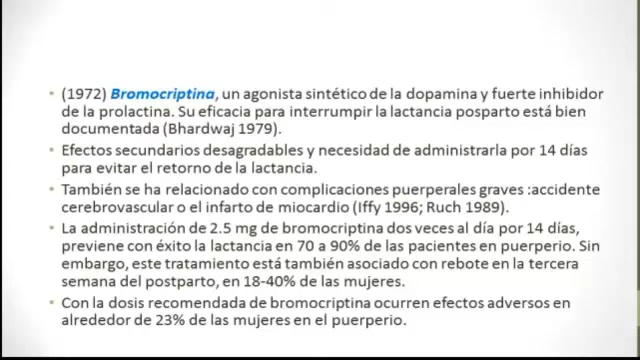 • (1972) Bromocriptina, un agonista sintético de la dopamina y fuerte inhibidor
de la prolactina. Su eficacia para interrumpir la lactancia posparto está bien
documentada (Bhardwaj 1979).
• Efectos secundarios desagradables y necesidad de administrarla por 14 días
para evitar el retorno de la lactancia.
• También se ha relacionado con complicaciones puerperales graves :accidente
cerebrovascular o el infarto de miocardio (Iffy 1996; Ruch 1989).
• La administración de 2.5 mg de bromocriptina dos veces al día por 14 días,
previene con éxito la lactancia en 70 a 90% de las pacientes en puerperio. Sin
embargo, este tratamiento está también asociado con rebote en la tercera
semana del postparto, en 18-40% de las mujeres.
• Con la dosis recomendada de bromocriptina ocurren efectos adversos en
alrededor de 23% de las mujeres en el puerperio.